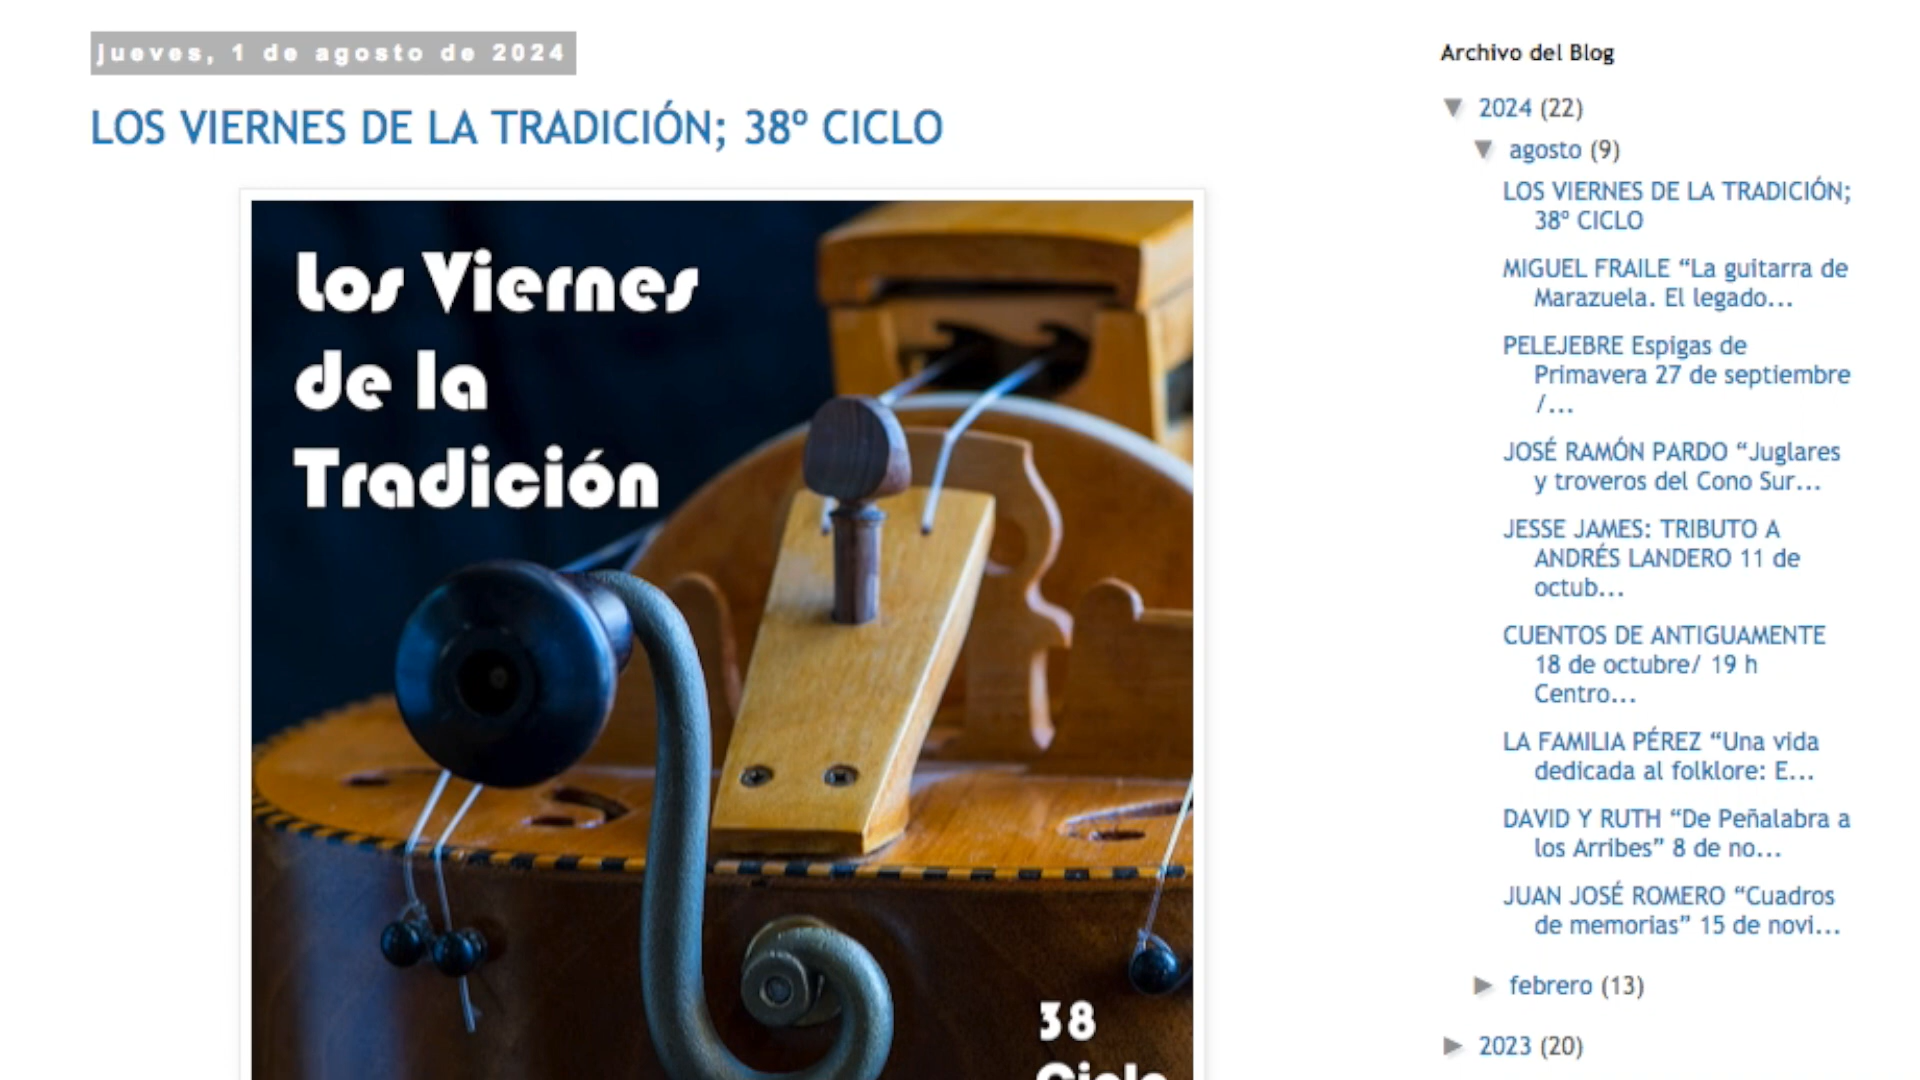 jueves, 1 de agosto de 2024
LOS VIERNES DE LA TRADICIÓN; 38º CICLO
Los Viernes
de la
Tradición
38
Ciclo
Archivo del Blog
▼ 2024 (22)
▼ agosto (9)
LOS VIERNES DE LA TRADICIÓN;
38º CICLO
MIGUEL FRAILE “La guitarra de
Marazuela. El legado...
PELEJEBRE Espigas de
Primavera 27 de septiembre
/...
JOSÉ RAMÓN PARDO “Juglares
y troveros del Cono Sur...
JESSE JAMES: TRIBUTO A
ANDRÉS LANDERO 11 de
octub...
CUENTOS DE ANTIGUAMENTE
18 de octubre/ 19 h
Centro...
LA FAMILIA PÉREZ “Una vida
dedicada al folklore: E...
DAVID Y RUTH “De Peñalabra a
los Arribes” 8 de no...
JUAN JOSÉ ROMERO “Cuadros
de memorias” 15 de novi...
► febrero (13)
► 2023 (20)